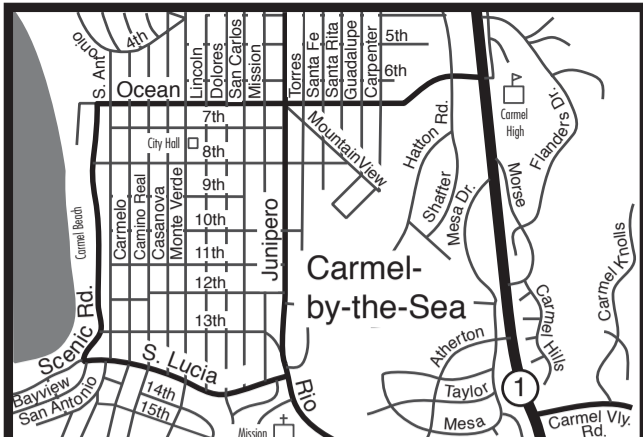 S. Antonio
4th
Lincoln
Dolores
San Carlos
Mission
Torres
Santa Fe
Santa Rita
Guadalupe
Carpenter
5th
6th
Ocean
7th
City Hall
8th
Mountain View
Hatton Rd.
Carmel
High
Flanders Dr.
Carmel Beach
Carmelo
Camino Real
Casanova
Monte Verde
9th
10th
11th
12th
13th
Junipero
Shafter
Mesa Dr.
Morse
Carmel-
by-the-Sea
Carmel Knolls
Carmel Hills
Scenic Rd.
S. Lucia
Atherton
Taylor
Mesa
1
Bayview
San Antonio
14th
15th
Rio
Mission
Carmel Vly.
Rd.